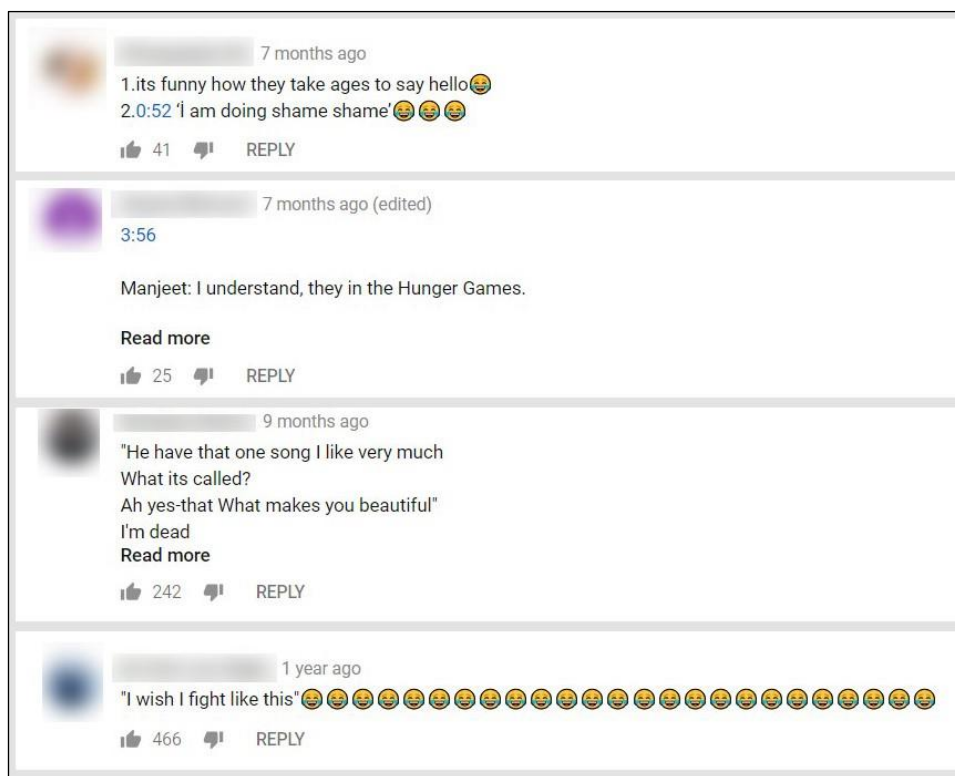 7 months ago
1.its funny how they take ages to say hello😂
2.0:52 ‘İ am doing shame shame’😂😂😂
41 REPLY
7 months ago (edited)
3:56
Manjeet: I understand, they in the Hunger Games.
Read more
25 REPLY
9 months ago
"He have that one song I like very much
What its called?
Ah yes-that What makes you beautiful"
I'm dead
Read more
242 REPLY
1 year ago
"I wish I fight like this"😂😂😂😂😂😂😂😂😂😂😂😂😂😂😂😂😂😂😂😂😂😂😂😂😂
466 REPLY